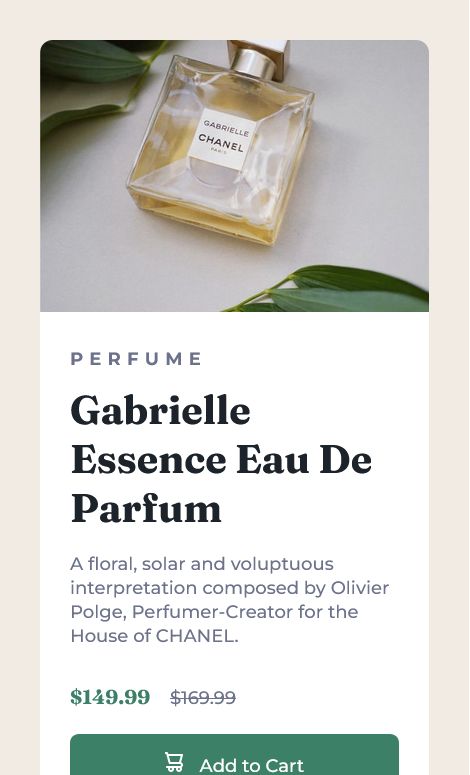 GABRIELLE
CHANEL
PARIS
PERFUME
Gabrielle
Essence Eau De
Parfum
A floral, solar and voluptuous
interpretation composed by Olivier
Polge, Perfumer-Creator for the
House of CHANEL.
$149.99 $169.99
Add to Cart